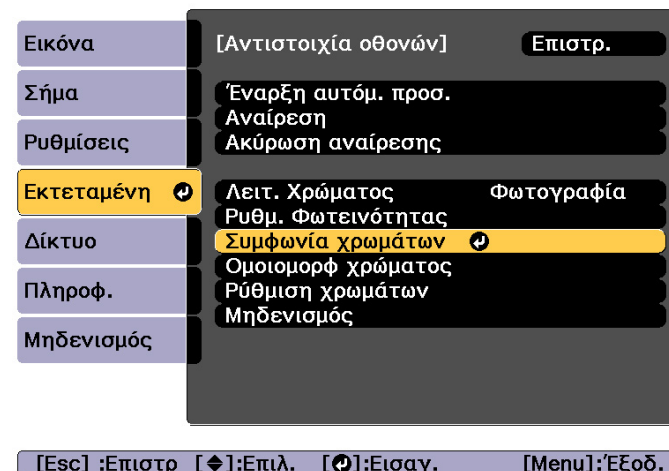 Εικόνα
Σήμα
Ρυθμίσεις
Εκτεταμένη
Δίκτυο
Πληροφ.
Μηδενισμός
[Αντιστοιχία οθονών] Επιστρ.
Έναρξη αυτόμ. προσ.
Αναίρεση
Ακύρωση αναίρεσης
Λειτ. Χρώματος Φωτογραφία
Ρυθμ. Φωτεινότητας
Συμφωνία χρωμάτων
Ομοιομορφ χρώματος
Ρύθμιση χρωμάτων
Μηδενισμός
[Esc] :Επιστρ [◆]:Επιλ. [↵]:Εισαγ. [Menu]:Έξοδ.